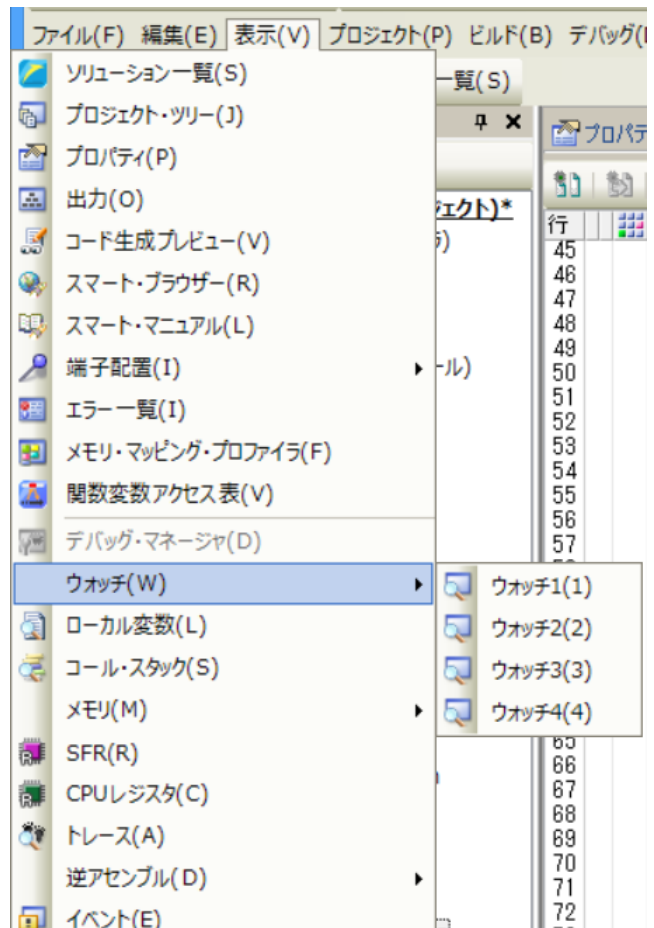 ファイル(F) 編集(E) 表示(V) プロジェクト(P) ビルド(B) デバッグ(
ソリューション一覧(S)
一覧(S)
プロジェクト・ツリー(J)
プロパティ(P)
出力(O)
コード生成プレビュー(V)
スマート・ブラウザー(R)
スマート・マニュアル(L)
端子配置(I)
エラー一覧(I)
メモリ・マッピング・プロファイラ(F)
関数変数アクセス表(V)
デバッグ・マネージャ(D)
ウォッチ(W)
ローカル変数(L)
コール・スタック(S)
メモリ(M)
SFR(R)
CPUレジスタ(C)
トレース(A)
逆アセンブル(D)
イベント(E)
ウォッチ1(1)
ウォッチ2(2)
ウォッチ3(3)
ウォッチ4(4)
ジェクト)*
ラ)
ール)
プロパテ
行
45
46
47
48
49
50
51
52
53
54
55
56
57
65
66
67
68
69
70
71
72